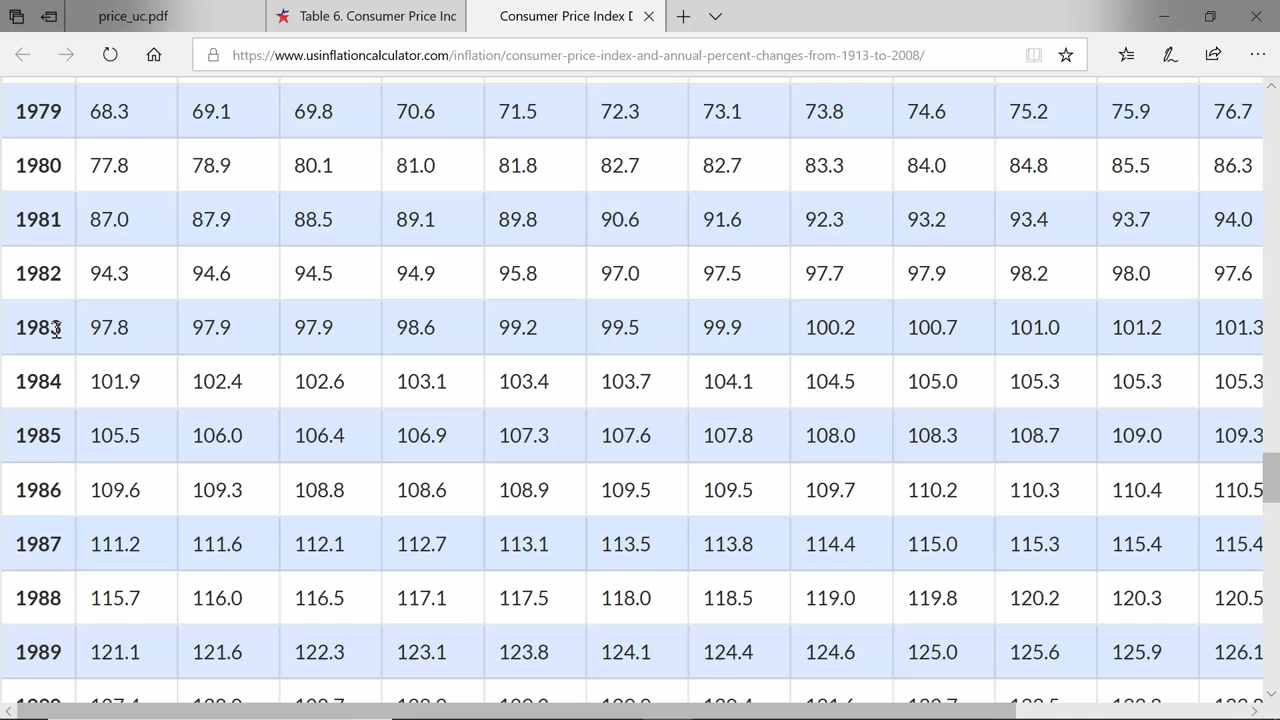 price_uc.pdf Table 6. Consumer Price Inc Consumer Price Index D
https://www.usinflationcalculator.com/inflation/consumer-price-index-and-annual-percent-changes-from-1913-to-2008/
1979 68.3 69.1 69.8 70.6 71.5 72.3 73.1 73.8 74.6 75.2 75.9 76.7
1980 77.8 78.9 80.1 81.0 81.8 82.7 82.7 83.3 84.0 84.8 85.5 86.3
1981 87.0 87.9 88.5 89.1 89.8 90.6 91.6 92.3 93.2 93.4 93.7 94.0
1982 94.3 94.6 94.5 94.9 95.8 97.0 97.5 97.7 97.9 98.2 98.0 97.6
1983 97.8 97.9 97.9 98.6 99.2 99.5 99.9 100.2 100.7 101.0 101.2 101.3
1984 101.9 102.4 102.6 103.1 103.4 103.7 104.1 104.5 105.0 105.3 105.3 105.3
1985 105.5 106.0 106.4 106.9 107.3 107.6 107.8 108.0 108.3 108.7 109.0 109.3
1986 109.6 109.3 108.8 108.6 108.9 109.5 109.5 109.7 110.2 110.3 110.4 110.5
1987 111.2 111.6 112.1 112.7 113.1 113.5 113.8 114.4 115.0 115.3 115.4 115.4
1988 115.7 116.0 116.5 117.1 117.5 118.0 118.5 119.0 119.8 120.2 120.3 120.5
1989 121.1 121.6 122.3 123.1 123.8 124.1 124.4 124.6 125.0 125.6 125.9 126.1